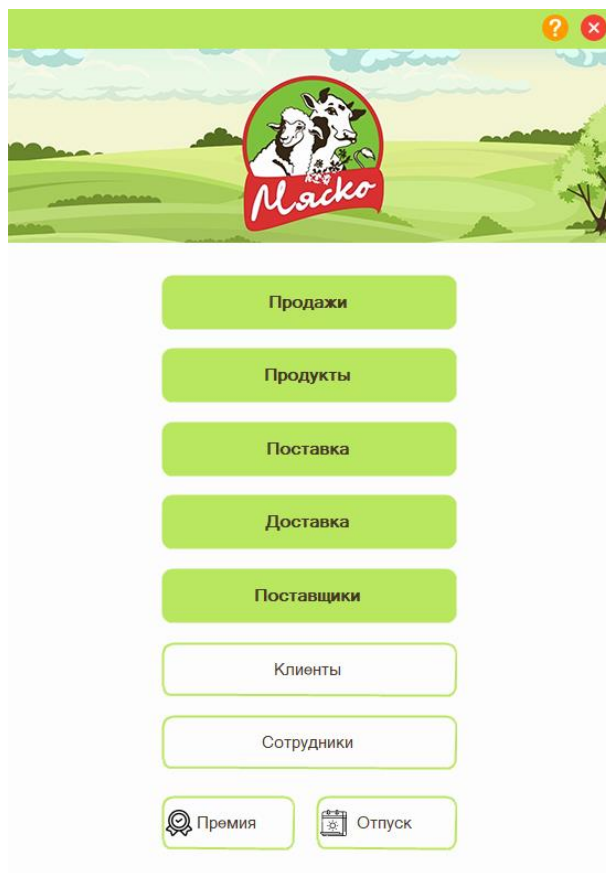 ?
Мяско
Продажи
Продукты
Поставка
Доставка
Поставщики
Клиенты
Сотрудники
Премия
Отпуск